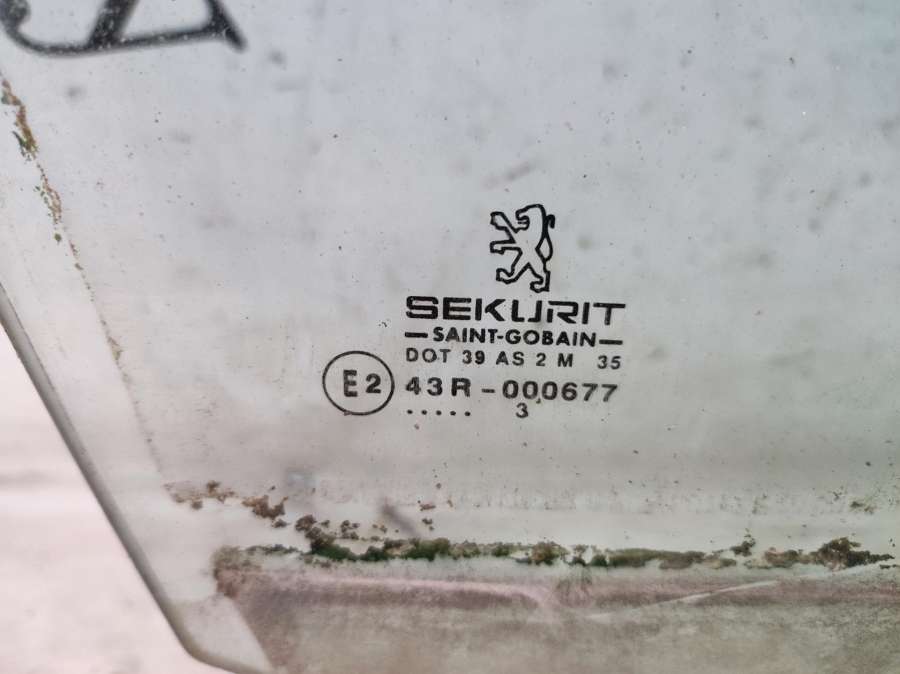 SEKURIT
—SAINT-GOBAIN—
DOT 39 AS 2 M 35
E2 43R-000677
..... 3